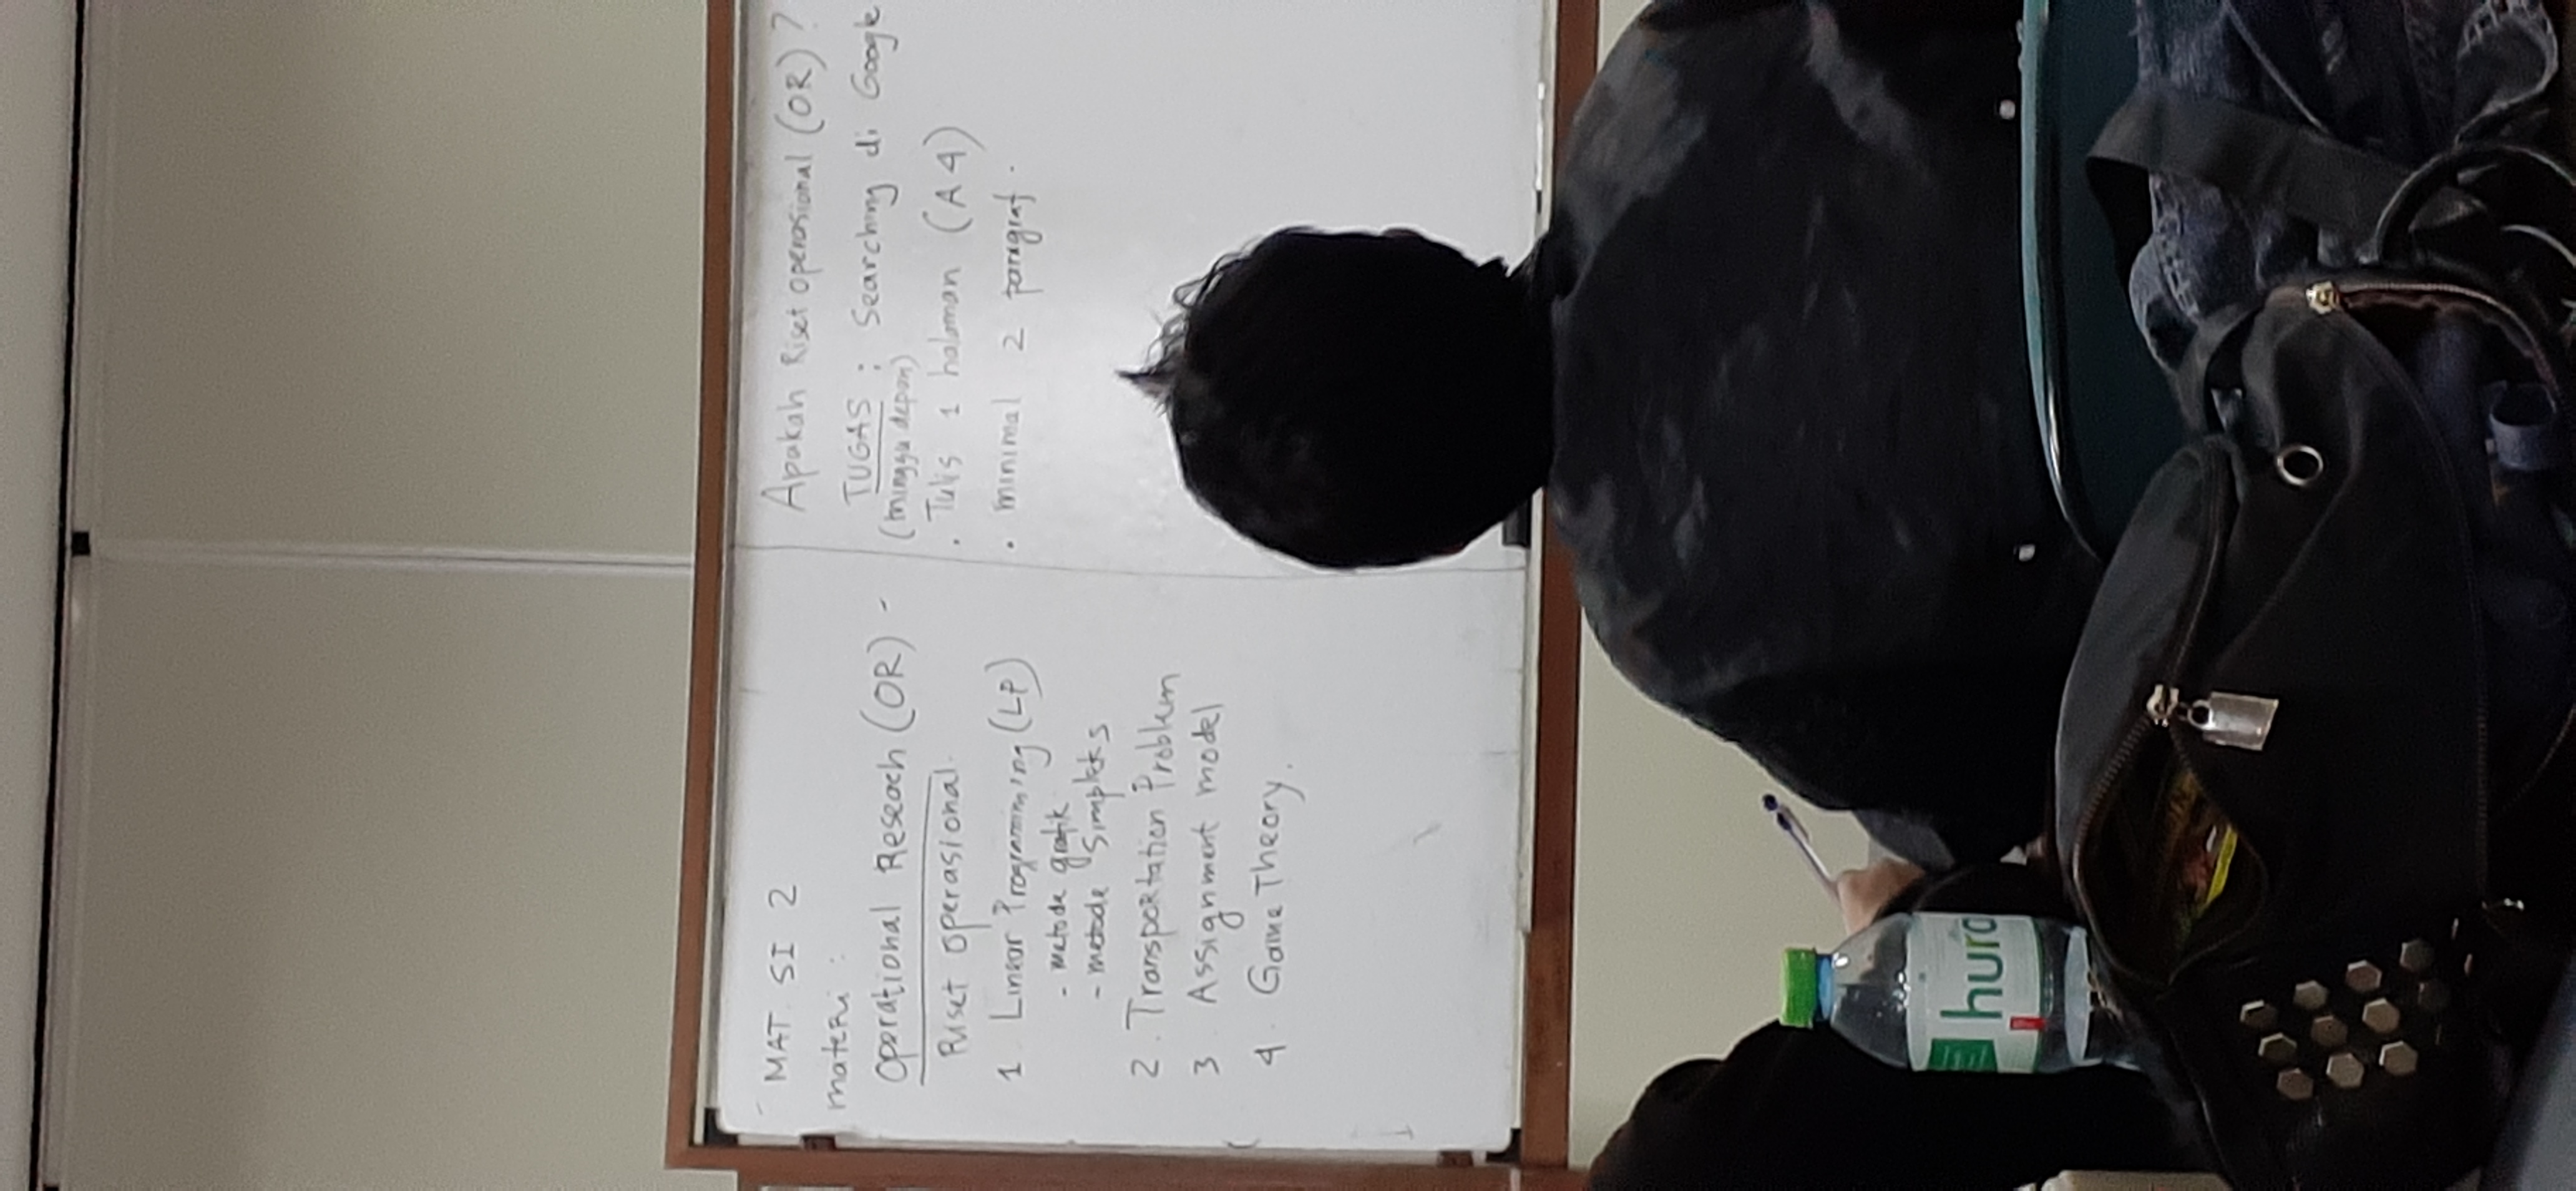 MAT. SI 2
materi :
Operational Reseach (OR) -
Riset operasional.
1 Linear Programming (LP)
- metode grafik
- metode Simpleks
2. Transportation Problem
3 Assignment model
4. Game Theory.
Apakah Riset operasional (OR) ?
TUGAS : Searching di Google
(minggu depan)
. Tulis 1 halaman (A4)
. minimal 2 paragraf.
hura